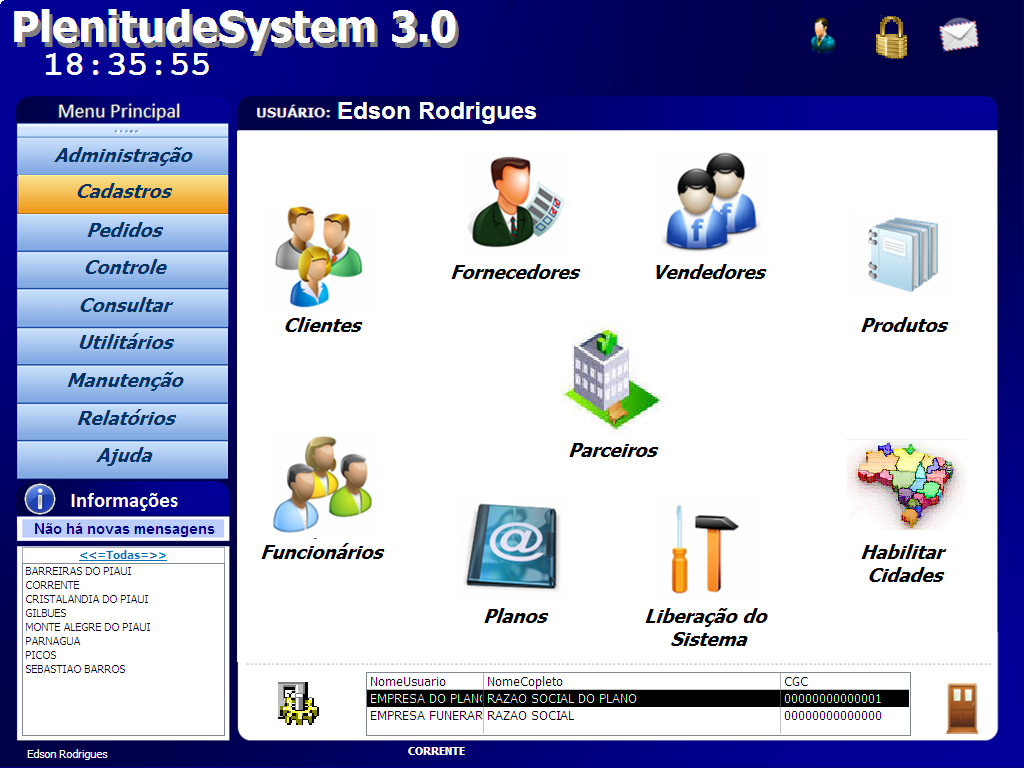 PlenitudeSystem 3.0
18:35:55
Menu Principal
Administração
Cadastros
Pedidos
Controle
Consultar
Utilitários
Manutenção
Relatórios
Ajuda
Informações
Não há novas mensagens
<<=Todas=>>
BARREIRAS DO PIAUI
CORRENTE
CRISTALANDIA DO PIAUI
GILBUES
MONTE ALEGRE DO PIAUI
PARNAGUA
PICOS
SEBASTIAO BARROS
Edson Rodrigues
USUÁRIO: Edson Rodrigues
Fornecedores
Vendedores
Clientes
Produtos
Parceiros
Funcionários
Habilitar
Cidades
Planos
Liberação do
Sistema
NomeUsuario NomeCopleto CGC
EMPRESA DO PLANO RAZAO SOCIAL DO PLANO 00000000000001
EMPRESA FUNERAR RAZAO SOCIAL 00000000000000
CORRENTE